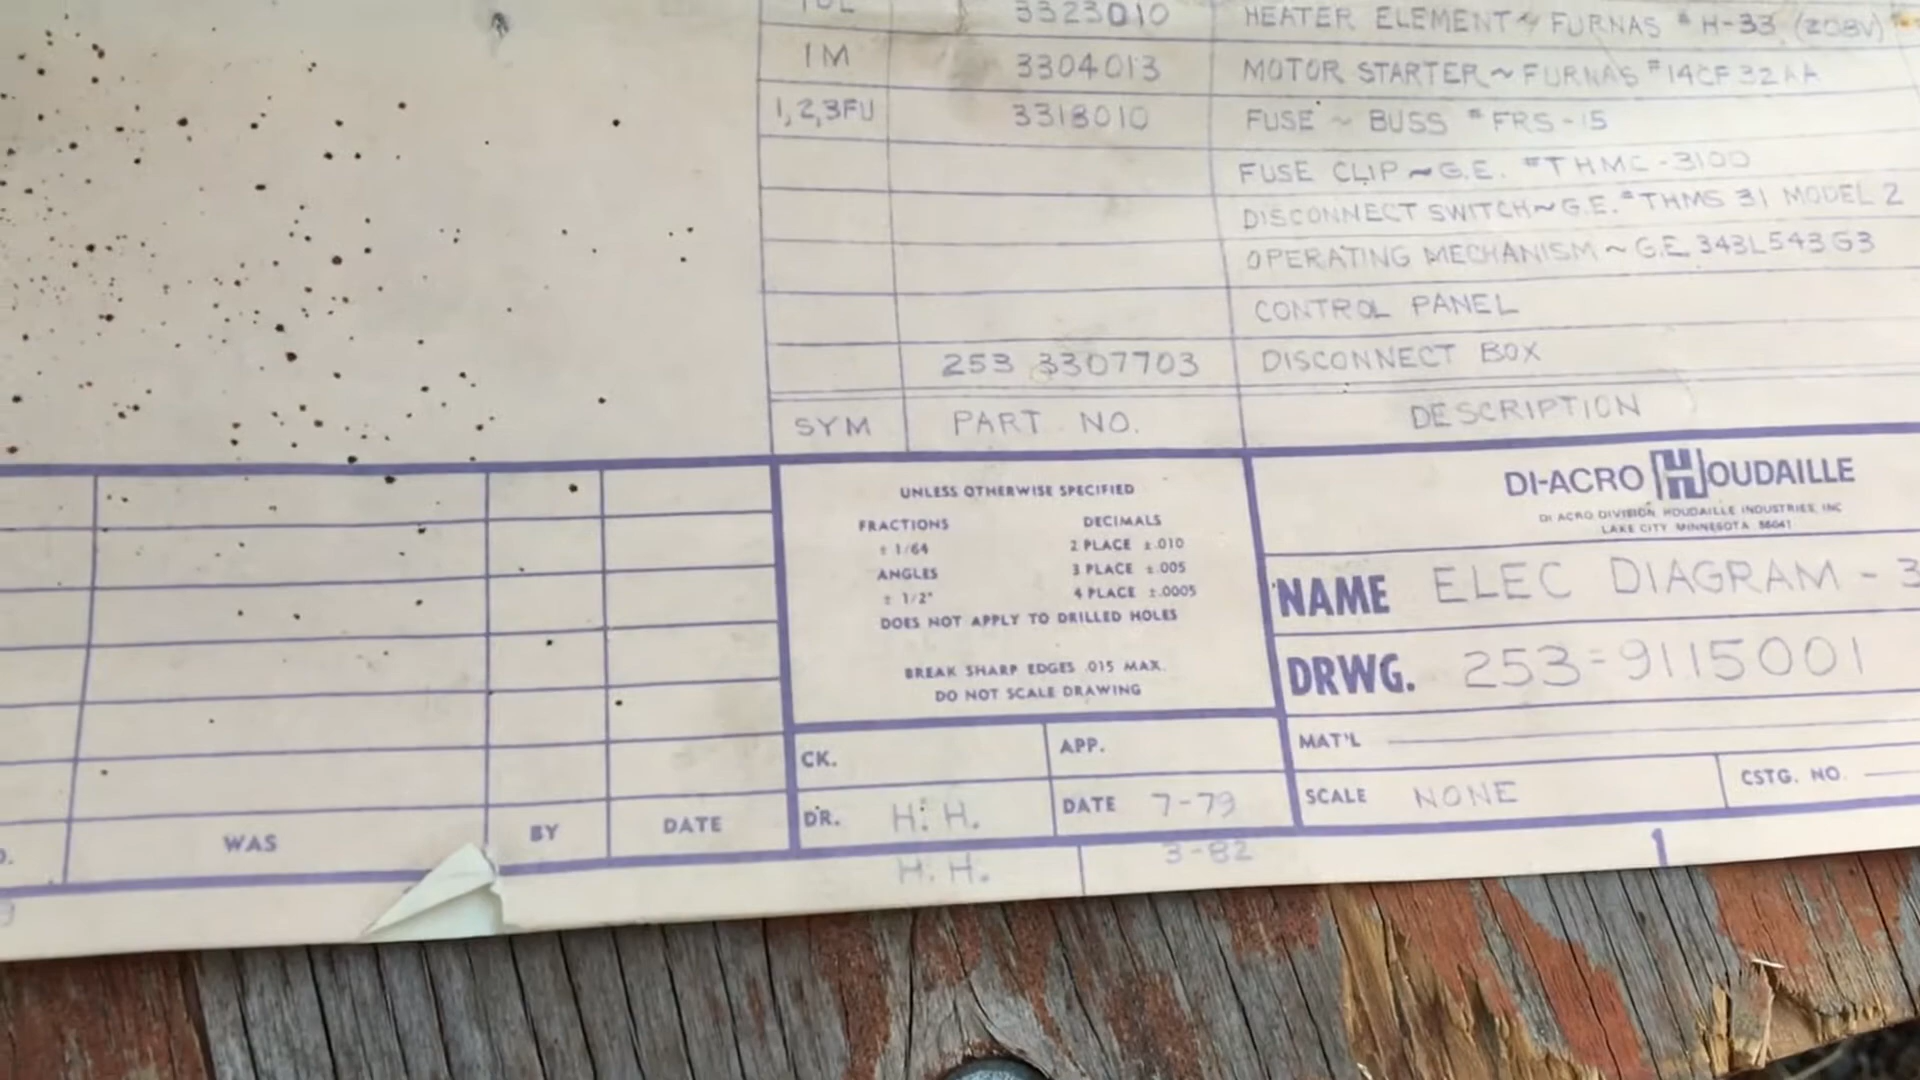 3323010 HEATER ELEMENT ~ FURNAS # H-33 (208V)
1M 3304013 MOTOR STARTER ~ FURNAS #14CF32AA
1,2,3FU 3318010 FUSE ~ BUSS #FRS-15
FUSE CLIP ~ G.E. #THMC-3100
DISCONNECT SWITCH ~ G.E. #THMS 31 MODEL 2
OPERATING MECHANISM ~ G.E. 343L543G3
CONTROL PANEL
253 3307703 DISCONNECT BOX
SYM PART NO. DESCRIPTION
UNLESS OTHERWISE SPECIFIED
FRACTIONS DECIMALS
± 1/64 2 PLACE ±.010
ANGLES 3 PLACE ±.005
± 1/2° 4 PLACE ±.0005
DOES NOT APPLY TO DRILLED HOLES
BREAK SHARP EDGES .015 MAX.
DO NOT SCALE DRAWING
DI-ACRO HOUDAILLE
DI ACRO DIVISION, HOUDAILLE INDUSTRIES, INC
LAKE CITY MINNESOTA 55041
NAME ELEC DIAGRAM - 3
DRWG. 253-9115001
MAT'L
SCALE NONE CSTG. NO.
CK. APP.
DR. H. H. DATE 7-79
WAS BY DATE
H. H. 3-82
1